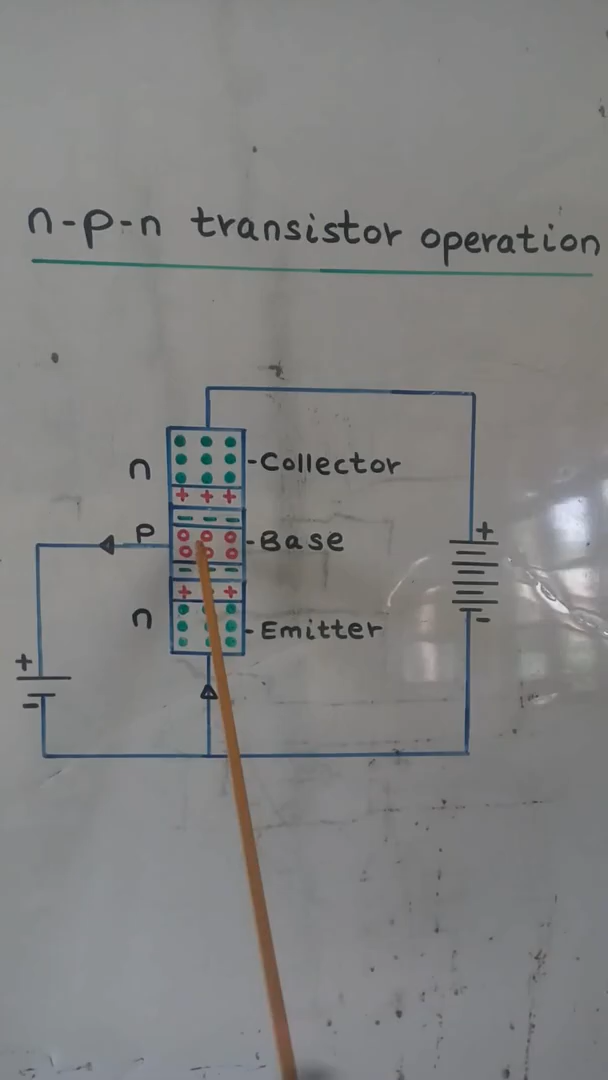 n-p-n transistor operation
n -Collector
+ + +
- - -
P -Base
- - -
+ +
n -Emitter
+
-
+
-